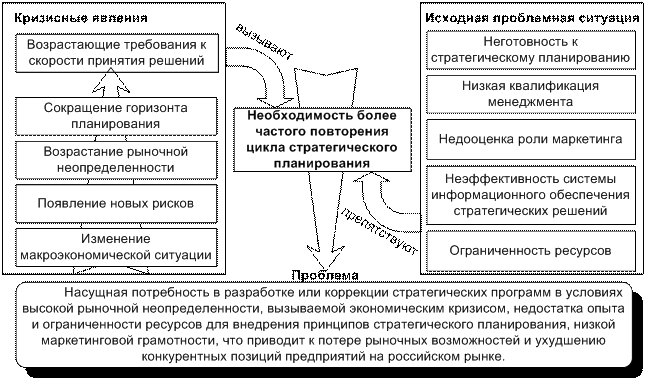 Кризисные явления
Возрастающие требования к
скорости принятия решений
Сокращение горизонта
планирования
Возрастание рыночной
неопределенности
Появление новых рисков
Изменение
макроэкономической ситуации
вызывают
Необходимость более
частого повторения
цикла стратегического
планирования
препятствуют
Исходная проблемная ситуация
Неготовность к
стратегическому планированию
Низкая квалификация
менеджмента
Недооценка роли маркетинга
Неэффективность системы
информационного обеспечения
стратегических решений
Ограниченность ресурсов
Проблема
Насущная потребность в разработке или коррекции стратегических программ в условиях
высокой рыночной неопределенности, вызываемой экономическим кризисом, недостатка опыта
и ограниченности ресурсов для внедрения принципов стратегического планирования, низкой
маркетинговой грамотности, что приводит к потере рыночных возможностей и ухудшению
конкурентных позиций предприятий на российском рынке.